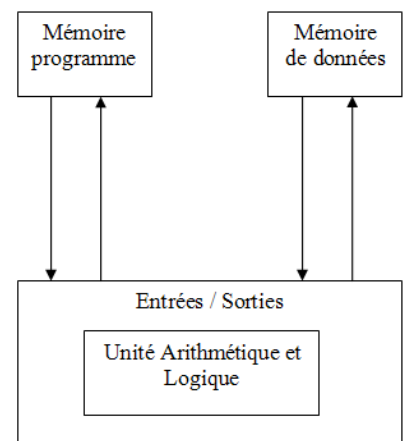 Mémoire
programme
Mémoire
de données
Entrées / Sorties
Unité Arithmétique et
Logique